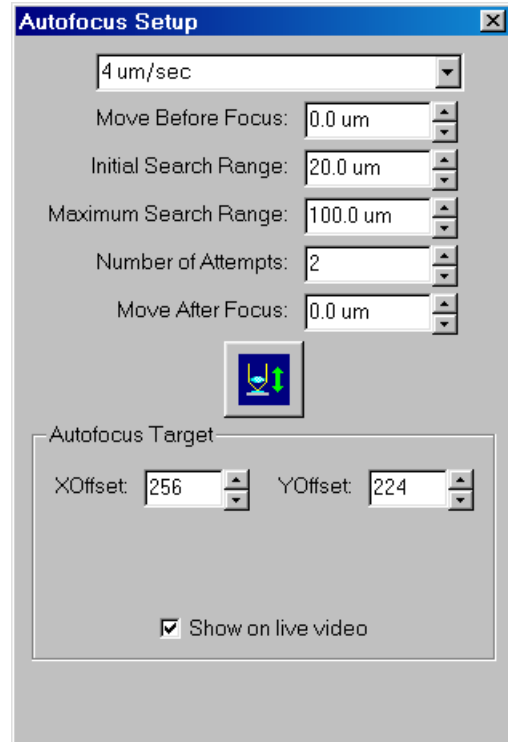 Autofocus Setup
4 um/sec
Move Before Focus: 0.0 um
Initial Search Range: 20.0 um
Maximum Search Range: 100.0 um
Number of Attempts: 2
Move After Focus: 0.0 um
Autofocus Target
XOffset: 256 YOffset: 224
Show on live video